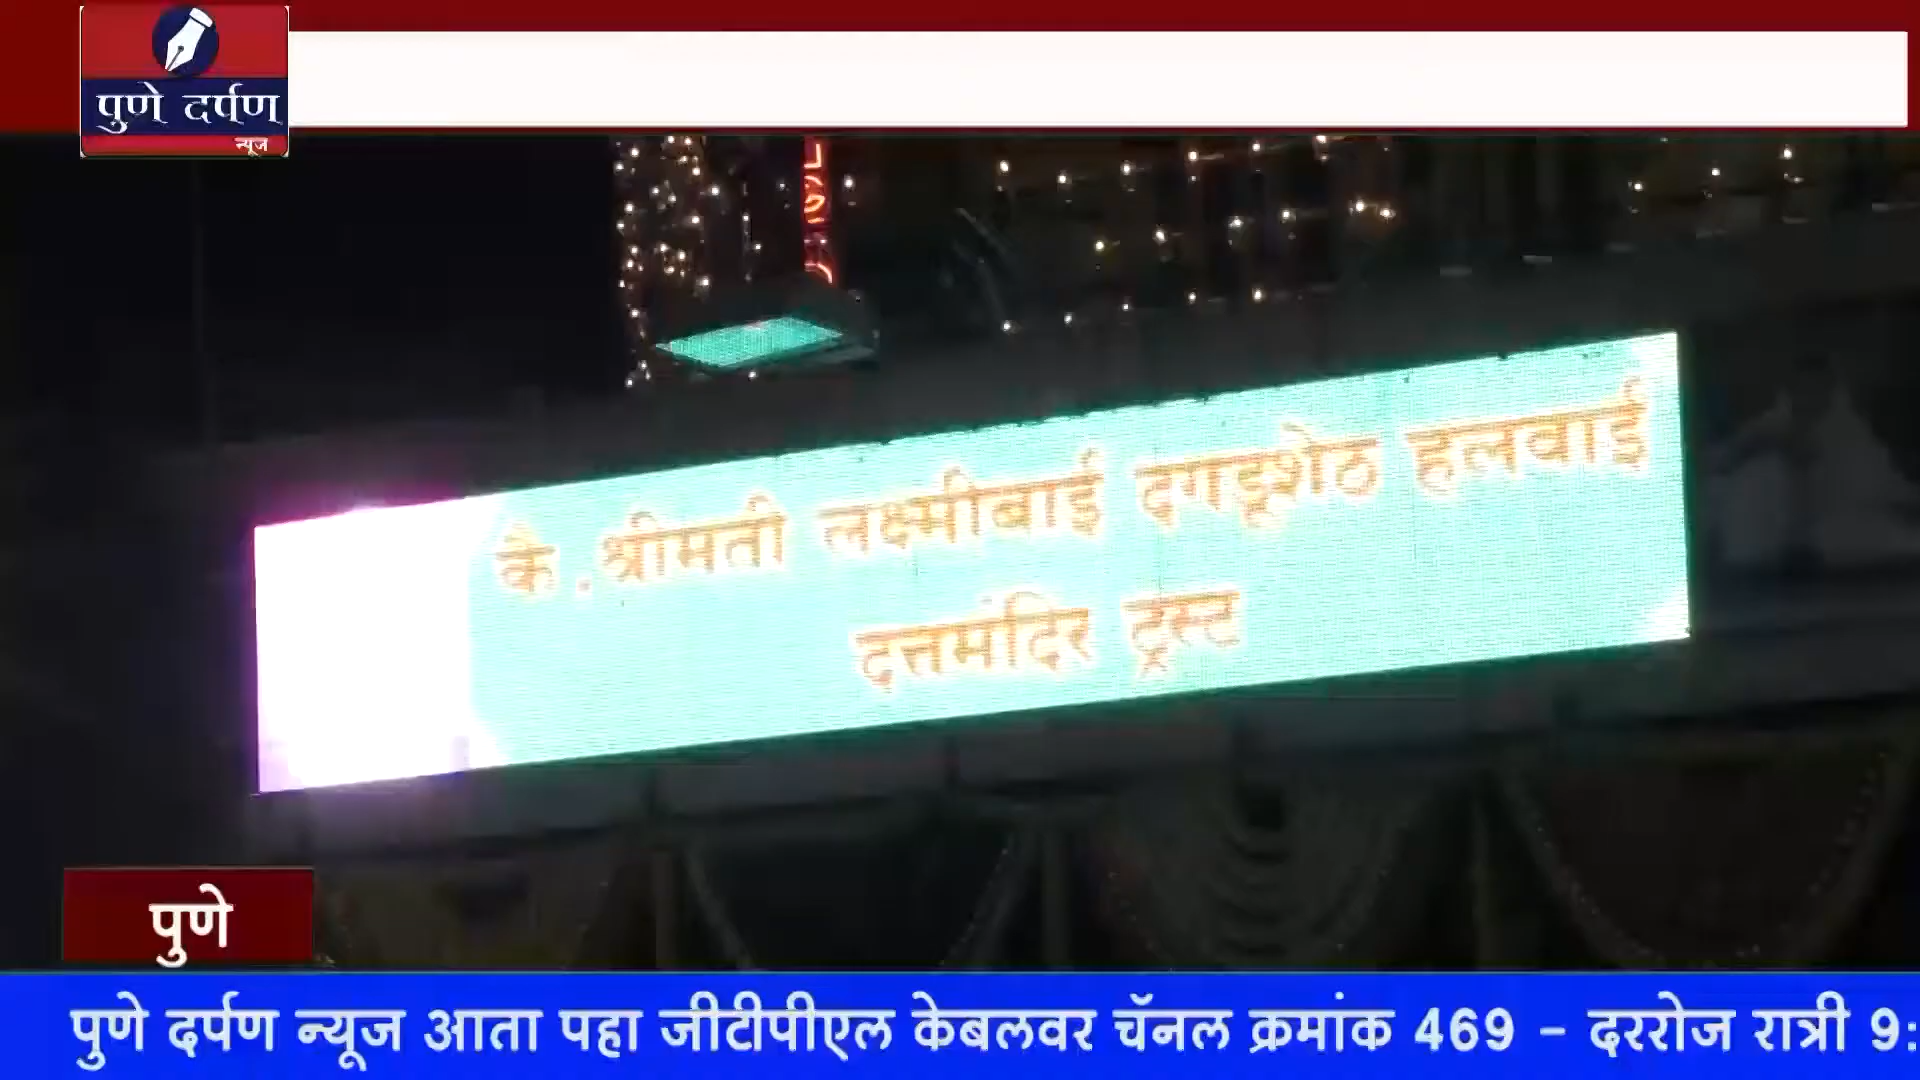 पुणे दर्पण
न्यूज
कै .श्रीमती लक्ष्मीबाई दगडूशेठ हलवाई
दत्तमंदिर ट्रस्ट
पुणे
पुणे दर्पण न्यूज आता पहा जीटीपीएल केबलवर चॅनल क्रमांक 469 - दररोज रात्री 9: